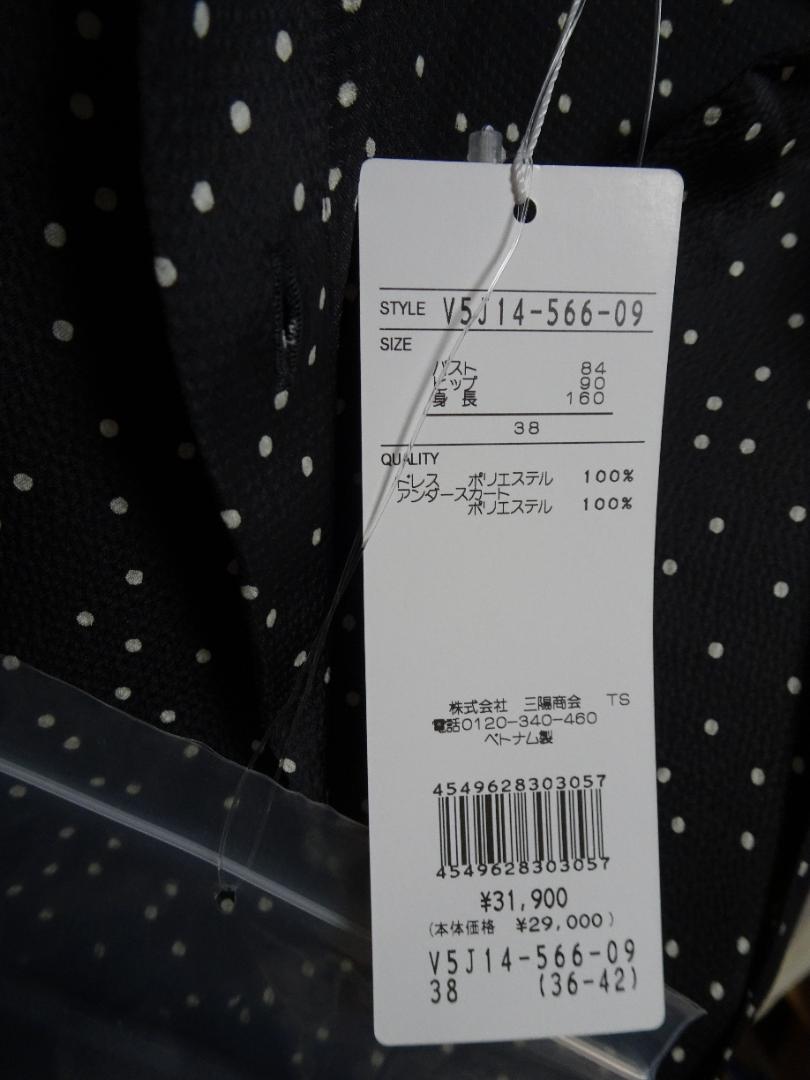 STYLE V5J14-566-09
SIZE
バスト 84
ヒップ 90
身長 160
38
QUALITY
ドレス ポリエステル 100%
アンダースカート
ポリエステル 100%
株式会社 三陽商会 TS
電話0120-340-460
ベトナム製
4549628303057
4549628303057
¥31,900
(本体価格 ¥29,000)
V5J14-566-09
38 (36-42)